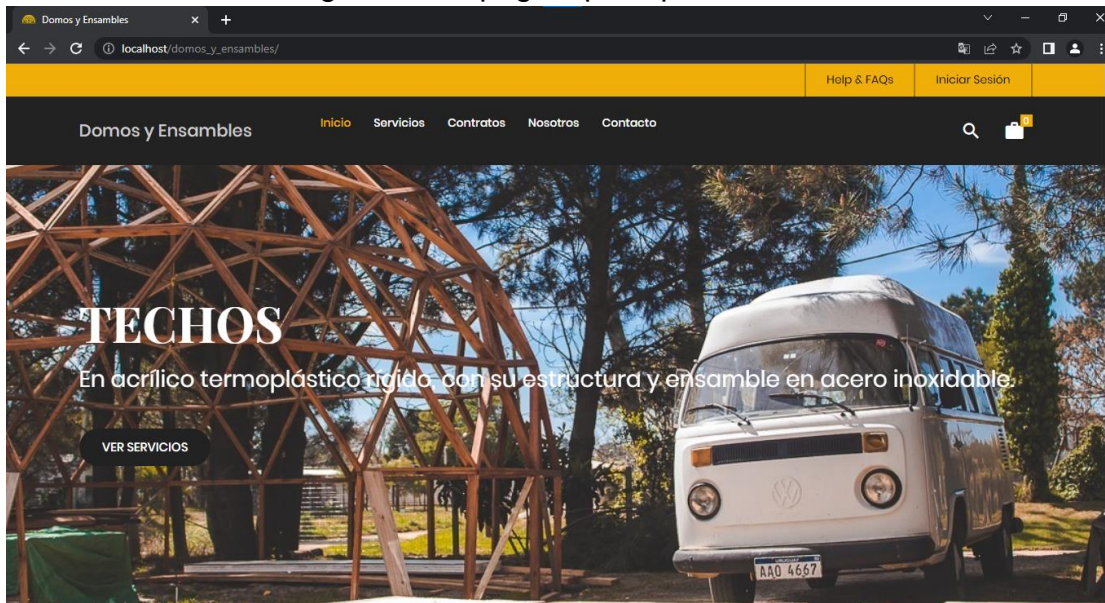 Domos y Ensambles
localhost/domos_y_ensambles/
Help & FAQs Iniciar Sesión
Domos y Ensambles Inicio Servicios Contratos Nosotros Contacto 0
TECHOS
En acrílico termoplástico rígido, con su estructura y ensamble en acero inoxidable.
VER SERVICIOS
URUGUAY
AAO 4667